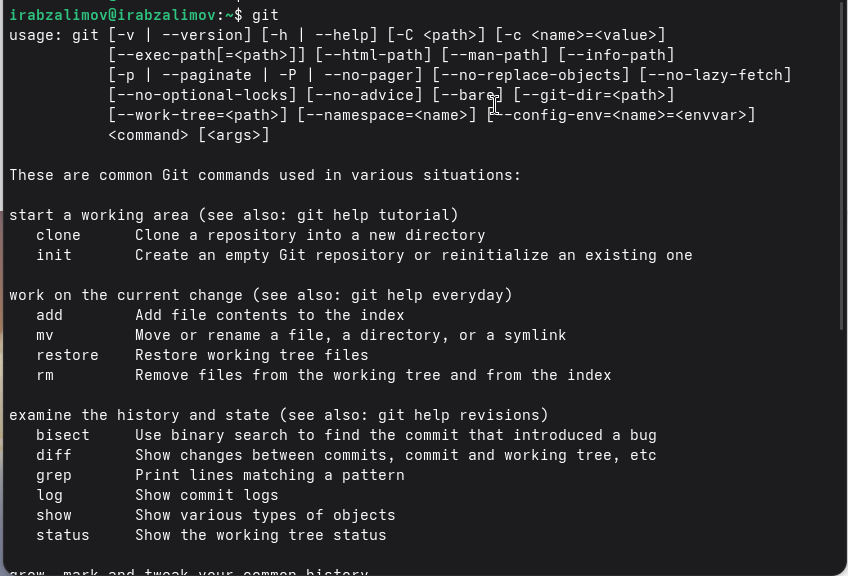 irabzalimov@irabzalimov:~$ git
usage: git [-v | --version] [-h | --help] [-C <path>] [-c <name>=<value>]
           [--exec-path[=<path>]] [--html-path] [--man-path] [--info-path]
           [-p | --paginate | -P | --no-pager] [--no-replace-objects] [--no-lazy-fetch]
           [--no-optional-locks] [--no-advice] [--bare] [--git-dir=<path>]
           [--work-tree=<path>] [--namespace=<name>] [--config-env=<name>=<envvar>]
           <command> [<args>]

These are common Git commands used in various situations:

start a working area (see also: git help tutorial)
   clone      Clone a repository into a new directory
   init       Create an empty Git repository or reinitialize an existing one

work on the current change (see also: git help everyday)
   add        Add file contents to the index
   mv         Move or rename a file, a directory, or a symlink
   restore    Restore working tree files
   rm         Remove files from the working tree and from the index

examine the history and state (see also: git help revisions)
   bisect     Use binary search to find the commit that introduced a bug
   diff       Show changes between commits, commit and working tree, etc
   grep       Print lines matching a pattern
   log        Show commit logs
   show       Show various types of objects
   status     Show the working tree status

grow, mark and tweak your common history